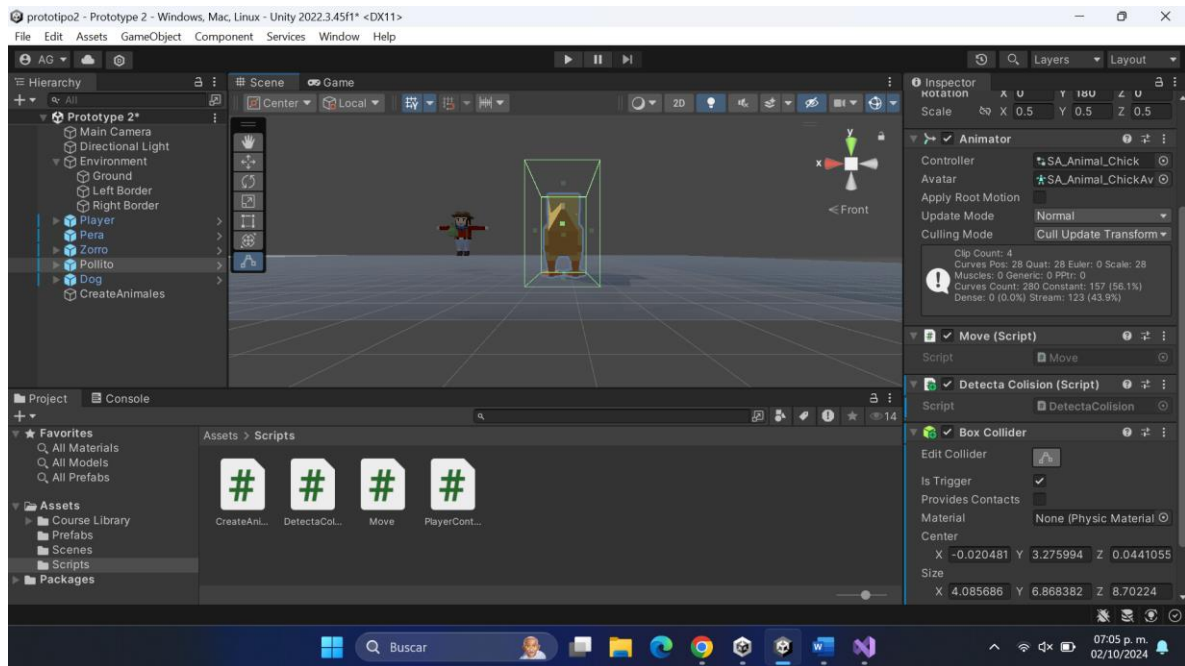 prototipo2 - Prototype 2 - Windows, Mac, Linux - Unity 2022.3.45f1* <DX11>
File Edit Assets GameObject Component Services Window Help
AG
Layers Layout
Hierarchy
All
Prototype 2*
Main Camera
Directional Light
Environment
Ground
Left Border
Right Border
Player
Pera
Zorro
Pollito
Dog
CreateAnimales
Scene Game
Center Local
2D
y
x
Front
Inspector
Rotation X 0 Y 180 Z 0
Scale X 0.5 Y 0.5 Z 0.5
Animator
Controller SA_Animal_Chick
Avatar SA_Animal_ChickAv
Apply Root Motion
Update Mode Normal
Culling Mode Cull Update Transform
Clip Count: 4
Curves Pos: 28 Quat: 28 Euler: 0 Scale: 28
Muscles: 0 Generic: 0 PPtr: 0
Curves Count: 280 Constant: 157 (56.1%)
Dense: 0 (0.0%) Stream: 123 (43.9%)
Move (Script)
Script Move
Detecta Colision (Script)
Script DetectaColision
Box Collider
Edit Collider
Is Trigger
Provides Contacts
Material None (Physic Material
Center
X -0.020481 Y 3.275994 Z 0.0441055
Size
X 4.085686 Y 6.868382 Z 8.70224
Project Console
14
Favorites
All Materials
All Models
All Prefabs
Assets
Course Library
Prefabs
Scenes
Scripts
Packages
Assets > Scripts
CreateAni... DetectaCol... Move PlayerCont...
Buscar
07:05 p. m.
02/10/2024